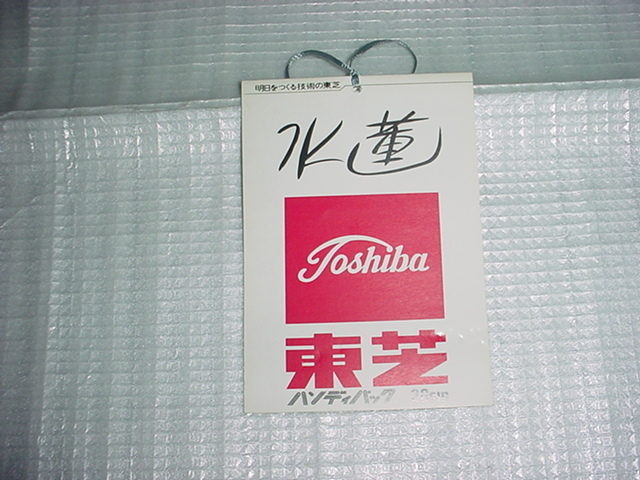 明日をつくる技術の東芝
水蓮
Toshiba
東芝
ハンディパック 28cm